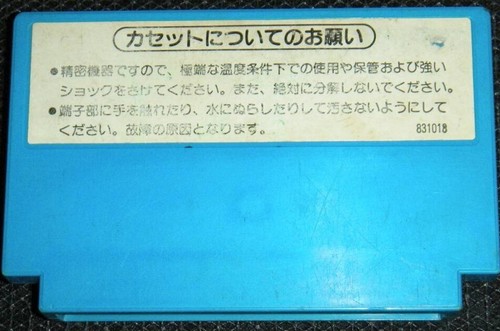 カセットについてのお願い
●精密機器ですので、極端な温度条件下での使用や保管および強い
ショックをさけてください。また、絶対に分解しないでください。
●端子部に手を触れたり、水にぬらしたりして汚さないようにして
ください。故障の原因となります。
831018